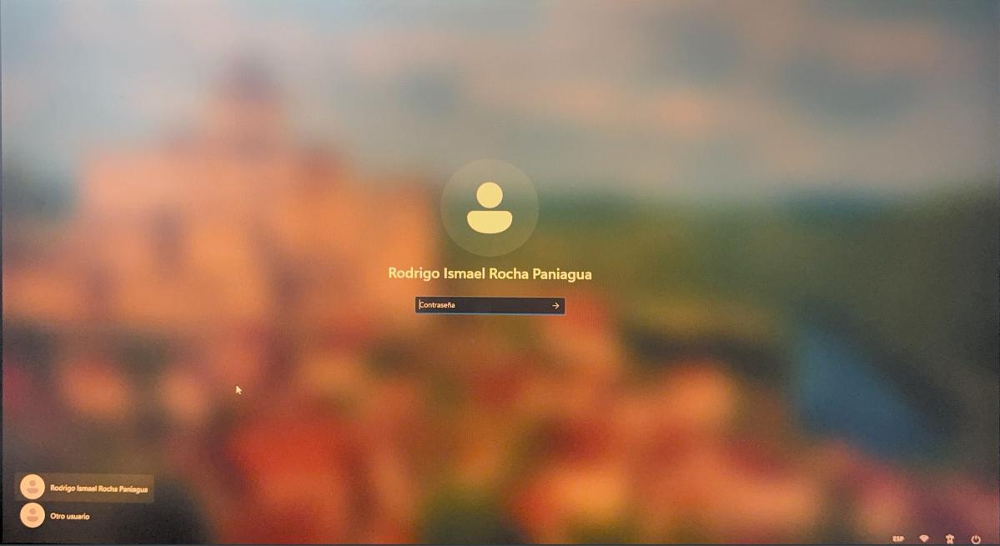 Rodrigo Ismael Rocha Paniagua
Contraseña
Rodrigo Ismael Rocha Paniagua
Otro usuario
ESP